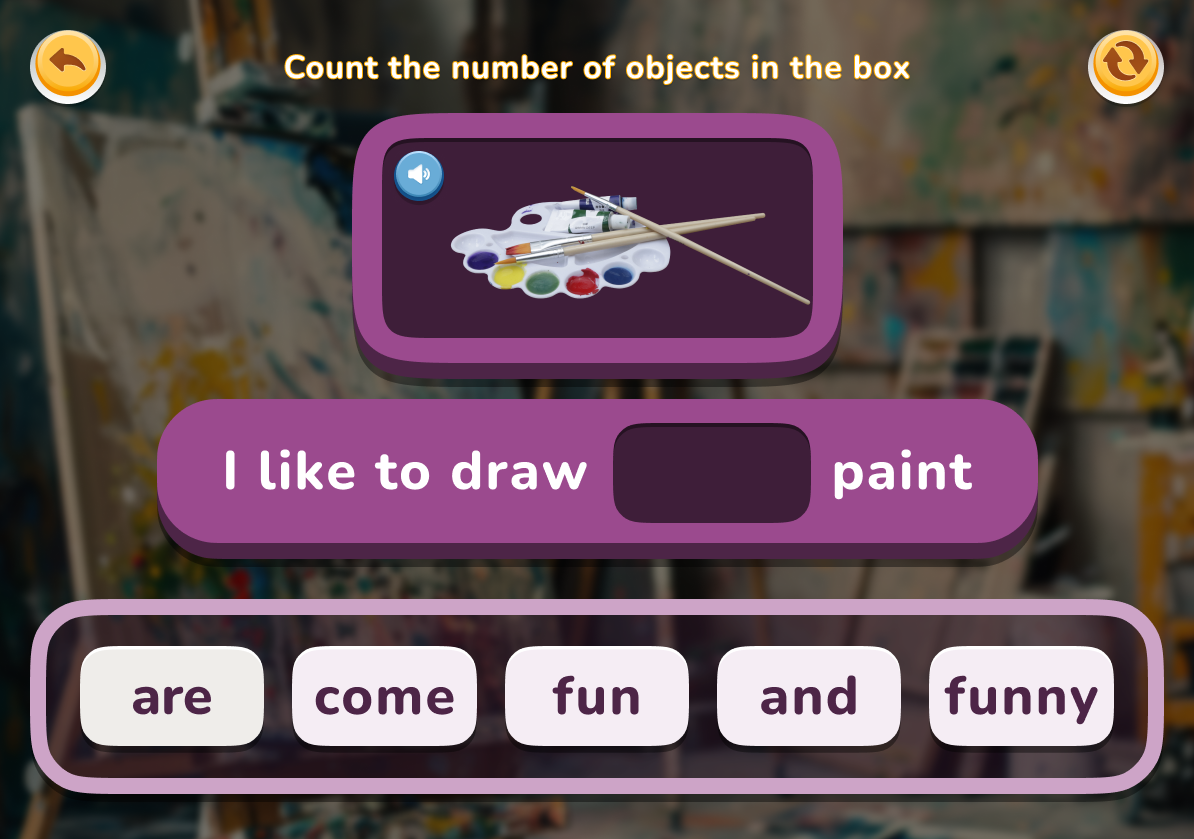 Count the number of objects in the box
I like to draw paint
are come fun and funny